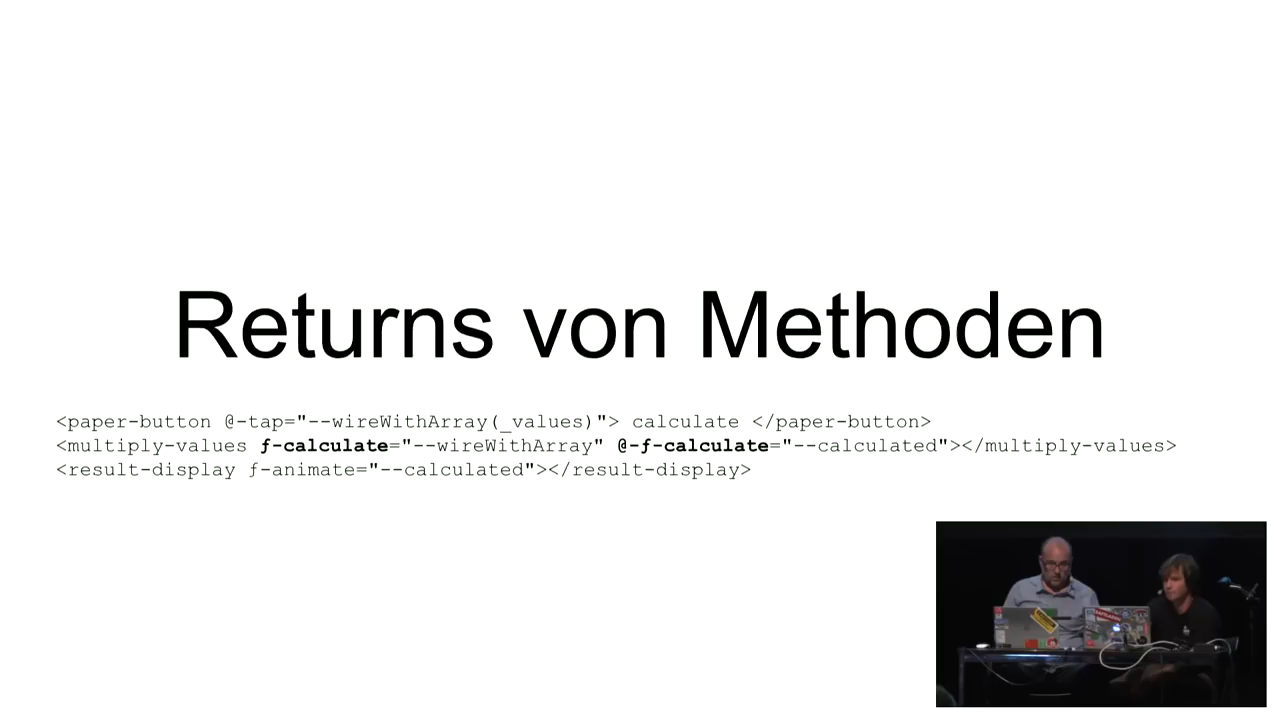 Returns von Methoden
<paper-button @-tap="--wireWithArray(_values)"> calculate </paper-button>
<multiply-values ƒ-calculate="--wireWithArray" @-ƒ-calculate="--calculated"></multiply-values>
<result-display ƒ-animate="--calculated"></result-display>